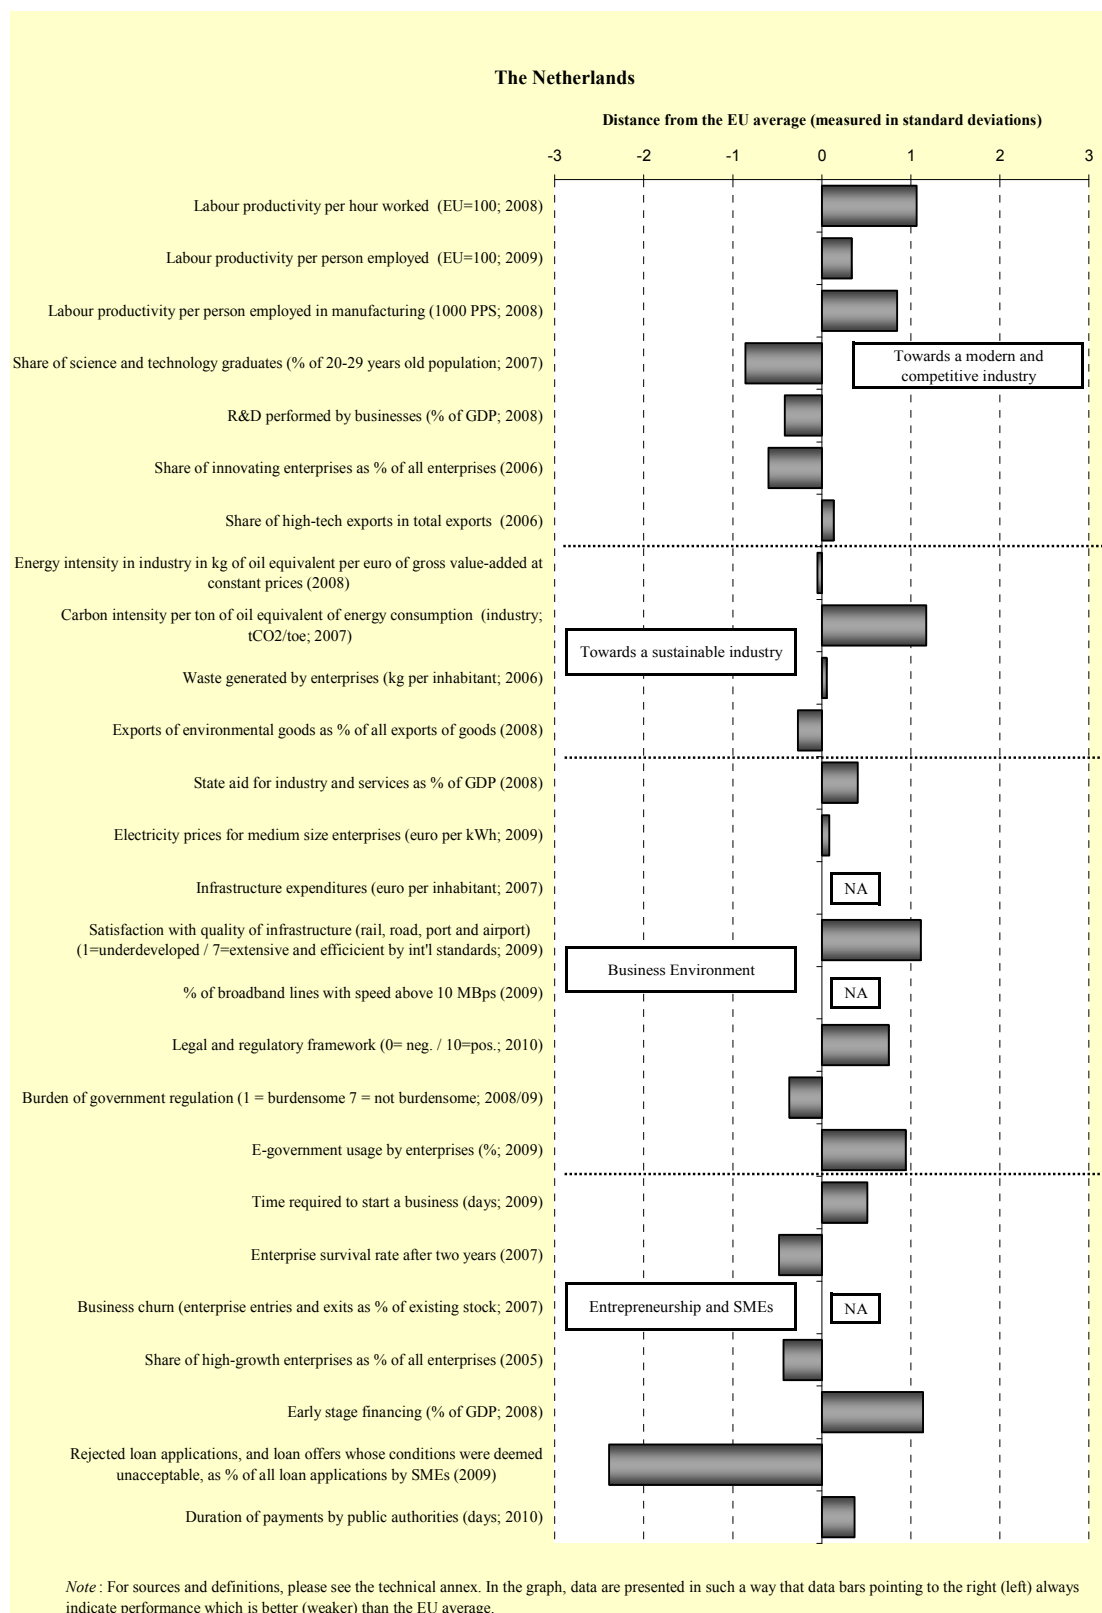 The Netherlands
Distance from the EU average (measured in standard deviations)
-3 -2 -1 0 1 2 3
Labour productivity per hour worked (EU=100; 2008)
Labour productivity per person employed (EU=100; 2009)
Labour productivity per person employed in manufacturing (1000 PPS; 2008)
Share of science and technology graduates (% of 20-29 years old population; 2007)
Towards a modern and
competitive industry
R&D performed by businesses (% of GDP; 2008)
Share of innovating enterprises as % of all enterprises (2006)
Share of high-tech exports in total exports (2006)
Energy intensity in industry in kg of oil equivalent per euro of gross value-added at
constant prices (2008)
Carbon intensity per ton of oil equivalent of energy consumption (industry;
tCO2/toe; 2007)
Towards a sustainable industry
Waste generated by enterprises (kg per inhabitant; 2006)
Exports of environmental goods as % of all exports of goods (2008)
State aid for industry and services as % of GDP (2008)
Electricity prices for medium size enterprises (euro per kWh; 2009)
Infrastructure expenditures (euro per inhabitant; 2007)
NA
Satisfaction with quality of infrastructure (rail, road, port and airport)
(1=underdeveloped / 7=extensive and efficicient by int'l standards; 2009)
Business Environment
% of broadband lines with speed above 10 MBps (2009)
NA
Legal and regulatory framework (0= neg. / 10=pos.; 2010)
Burden of government regulation (1 = burdensome 7 = not burdensome; 2008/09)
E-government usage by enterprises (%; 2009)
Time required to start a business (days; 2009)
Enterprise survival rate after two years (2007)
Business churn (enterprise entries and exits as % of existing stock; 2007)
Entrepreneurship and SMEs
NA
Share of high-growth enterprises as % of all enterprises (2005)
Early stage financing (% of GDP; 2008)
Rejected loan applications, and loan offers whose conditions were deemed
unacceptable, as % of all loan applications by SMEs (2009)
Duration of payments by public authorities (days; 2010)
Note : For sources and definitions, please see the technical annex. In the graph, data are presented in such a way that data bars pointing to the right (left) always
indicate performance which is better (weaker) than the EU average.